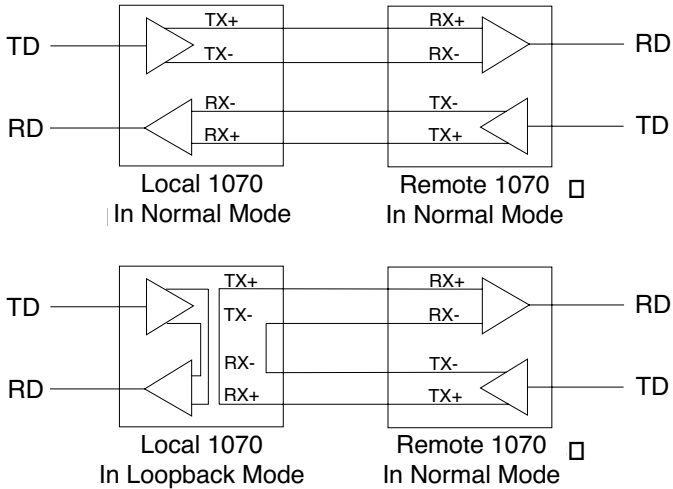 TX+ RX+
TD TX- RX- RD
RX- TX-
RD RX+ TX+ TD
Local 1070 Remote 1070
In Normal Mode In Normal Mode
TX+ RX+
TD TX- RX- RD
RX- TX-
RD RX+ TX+ TD
Local 1070 Remote 1070
In Loopback Mode In Normal Mode